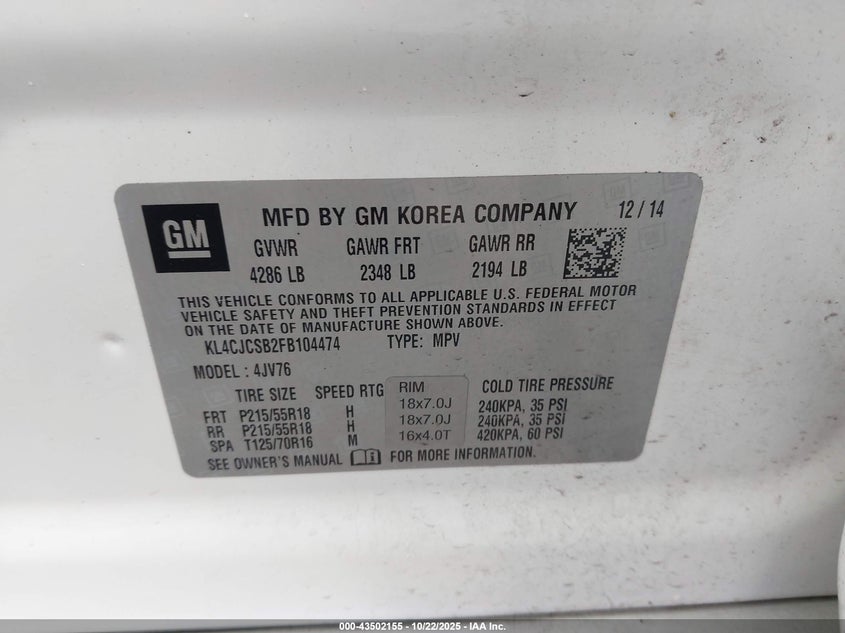 GM MFD BY GM KOREA COMPANY 12 / 14
GVWR GAWR FRT GAWR RR
4286 LB 2348 LB 2194 LB
THIS VEHICLE CONFORMS TO ALL APPLICABLE U.S. FEDERAL MOTOR
VEHICLE SAFETY AND THEFT PREVENTION STANDARDS IN EFFECT
ON THE DATE OF MANUFACTURE SHOWN ABOVE.
KL4CJCSB2FB104474 TYPE: MPV
MODEL : 4JV76
TIRE SIZE SPEED RTG RIM COLD TIRE PRESSURE
FRT P215/55R18 H 18x7.0J 240KPA, 35 PSI
RR P215/55R18 H 18x7.0J 240KPA, 35 PSI
SPA T125/70R16 M 16x4.0T 420KPA, 60 PSI
SEE OWNER'S MANUAL FOR MORE INFORMATION.
000-43502155 - 10/22/2025 - IAA Inc.